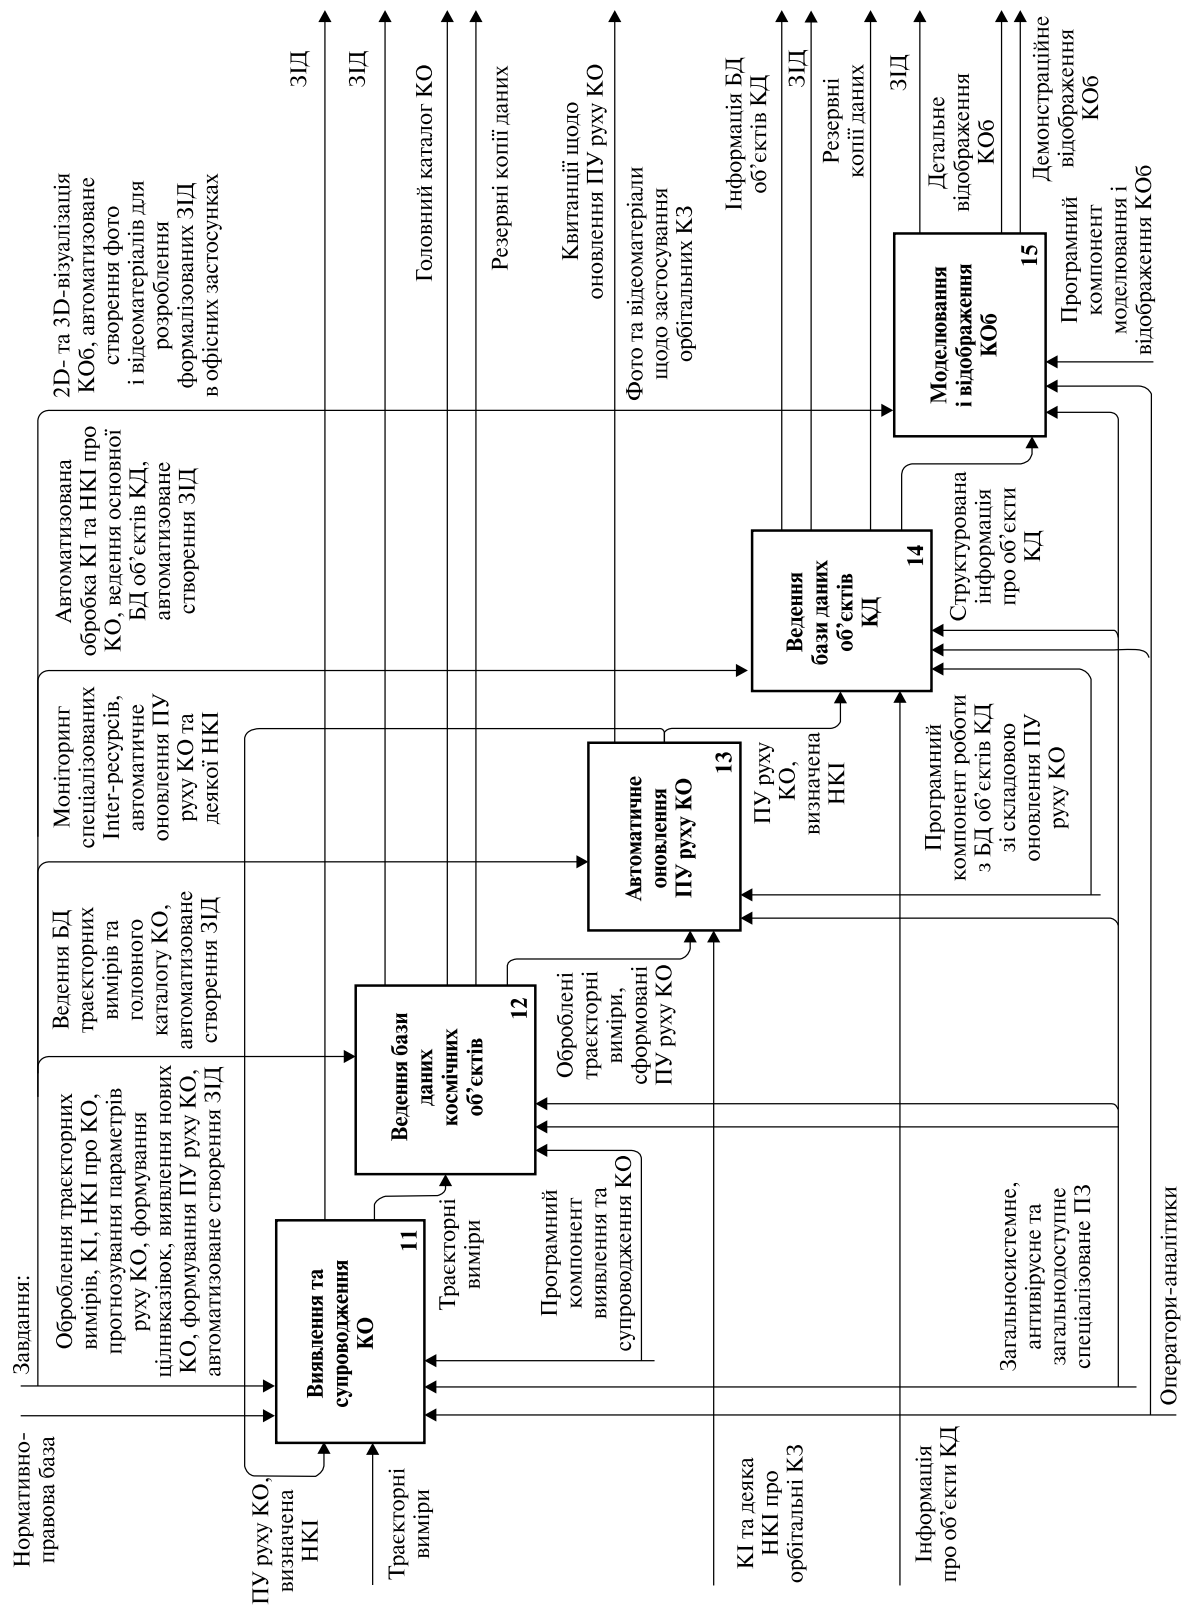 Нормативно-
правова база
Завдання:
Оброблення траєкторних
вимірів, КІ, НКІ про КО,
прогнозування параметрів
руху КО, формування
цілнвказівок, виявлення нових
КО, формування ПУ руху КО,
автоматизоване створення ЗІД
Ведення БД
траєкторних
вимірів та
головного
каталогу КО,
автоматизоване
створення ЗІД
Моніторинг
спеціалізованих
Inter-ресурсів,
автоматичне
оновлення ПУ
руху КО та
деякої НКІ
Автоматизована
обробка КІ та НКІ про
КО, ведення основної
БД об’єктів КД,
автоматизоване
створення ЗІД
2D- та 3D-візуалізація
КОб, автоматизоване
створення фото
і відеоматеріалів для
розроблення
формалізованих ЗІД
в офісних застосунках
ПУ руху КО,
визначена
НКІ
Траєкторні
виміри
Виявлення та
супроводження
КО
11
ЗІД
Траєкторні
виміри
Ведення бази
даних
космічних
об’єктів
12
ЗІД
Головний каталог КО
Резервні копії даних
Програмний
компонент
виявлення та
супроводження КО
Оброблені
траєкторні
виміри,
сформовані
ПУ руху КО
Автоматичне
оновлення
ПУ руху КО
13
Квитанції щодо
оновлення ПУ руху КО
Фото та відеоматеріали
щодо застосування
орбітальних КЗ
КІ та деяка
НКІ про
орбітальні КЗ
ПУ руху
КО,
визначена
НКІ
Ведення
бази даних
об’єктів
КД
14
Інформація БД
об’єктів КД
ЗІД
Резервні
копії даних
Інформація
про об’єкти КД
Програмний
компонент роботи
з БД об’єктів КД
зі складовою
оновлення ПУ
руху КО
Структурована
інформація
про об’єкти
КД
Моделювання
і відображення
КОб
15
ЗІД
Детальне
відображення
КОб
Демонстраційне
відображення
КОб
Програмний
компонент
моделювання і
відображення КОб
Загальносистемне,
антивірусне та
загальнодоступне
спеціалізоване ПЗ
Оператори-аналітики